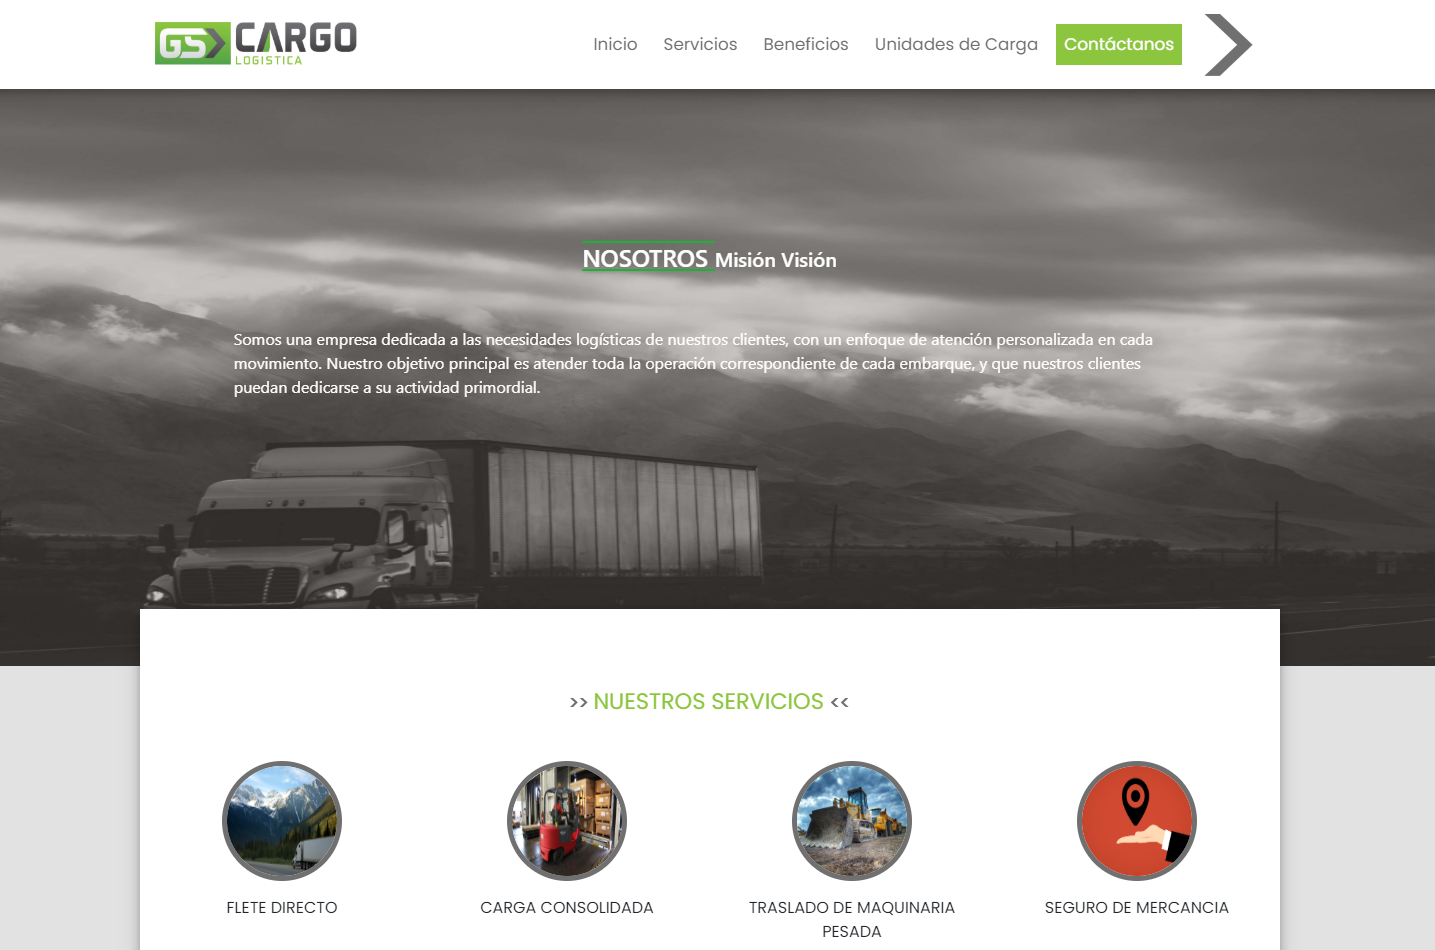 GS CARGO
LOGISTICA
Inicio Servicios Beneficios Unidades de Carga Contáctanos
NOSOTROS Misión Visión
Somos una empresa dedicada a las necesidades logísticas de nuestros clientes, con un enfoque de atención personalizada en cada
movimiento. Nuestro objetivo principal es atender toda la operación correspondiente de cada embarque, y que nuestros clientes
puedan dedicarse a su actividad primordial.
>> NUESTROS SERVICIOS <<
FLETE DIRECTO
CARGA CONSOLIDADA
TRASLADO DE MAQUINARIA
PESADA
SEGURO DE MERCANCIA